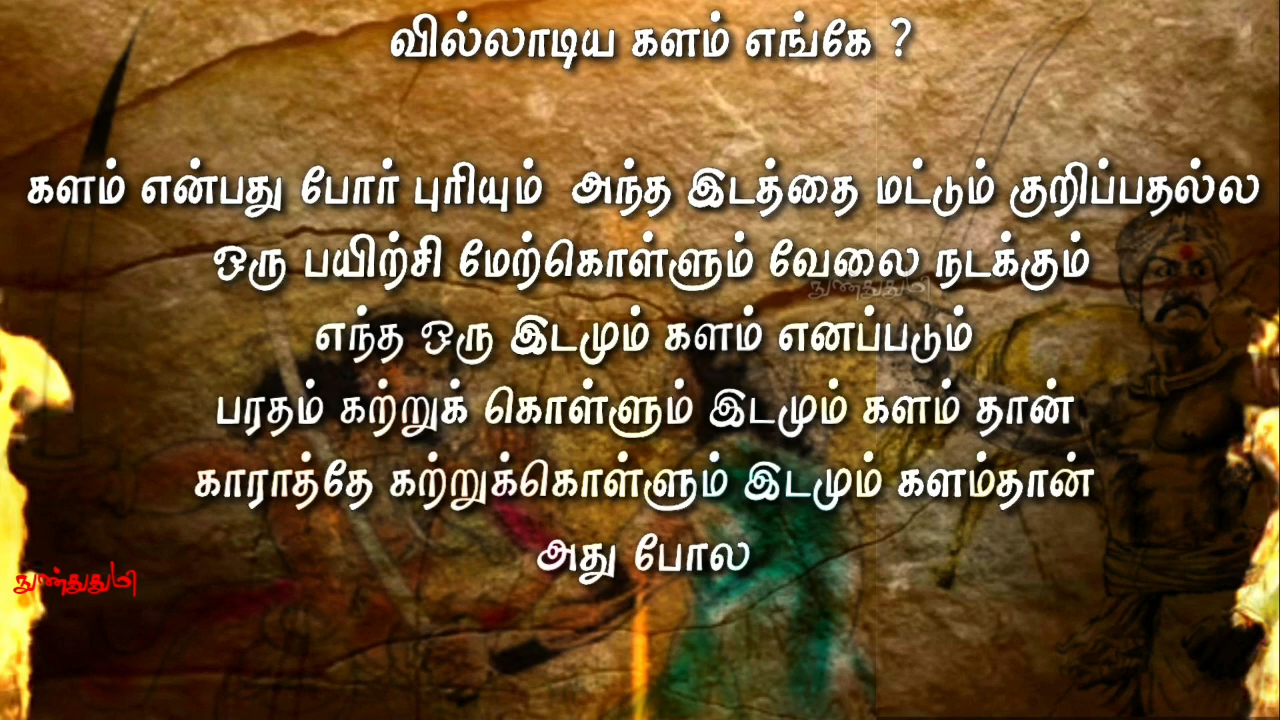 வில்லாடிய களம் எங்கே ?
களம் என்பது போர் புரியும் அந்த இடத்தை மட்டும் குறிப்பதல்ல
ஒரு பயிற்சி மேற்கொள்ளும் வேலை நடக்கும்
நுண்துதுமி
எந்த ஒரு இடமும் களம் எனப்படும்
பரதம் கற்றுக் கொள்ளும் இடமும் களம் தான்
காராத்தே கற்றுக்கொள்ளும் இடமும் களம்தான்
அது போல
நுண்துதுமி